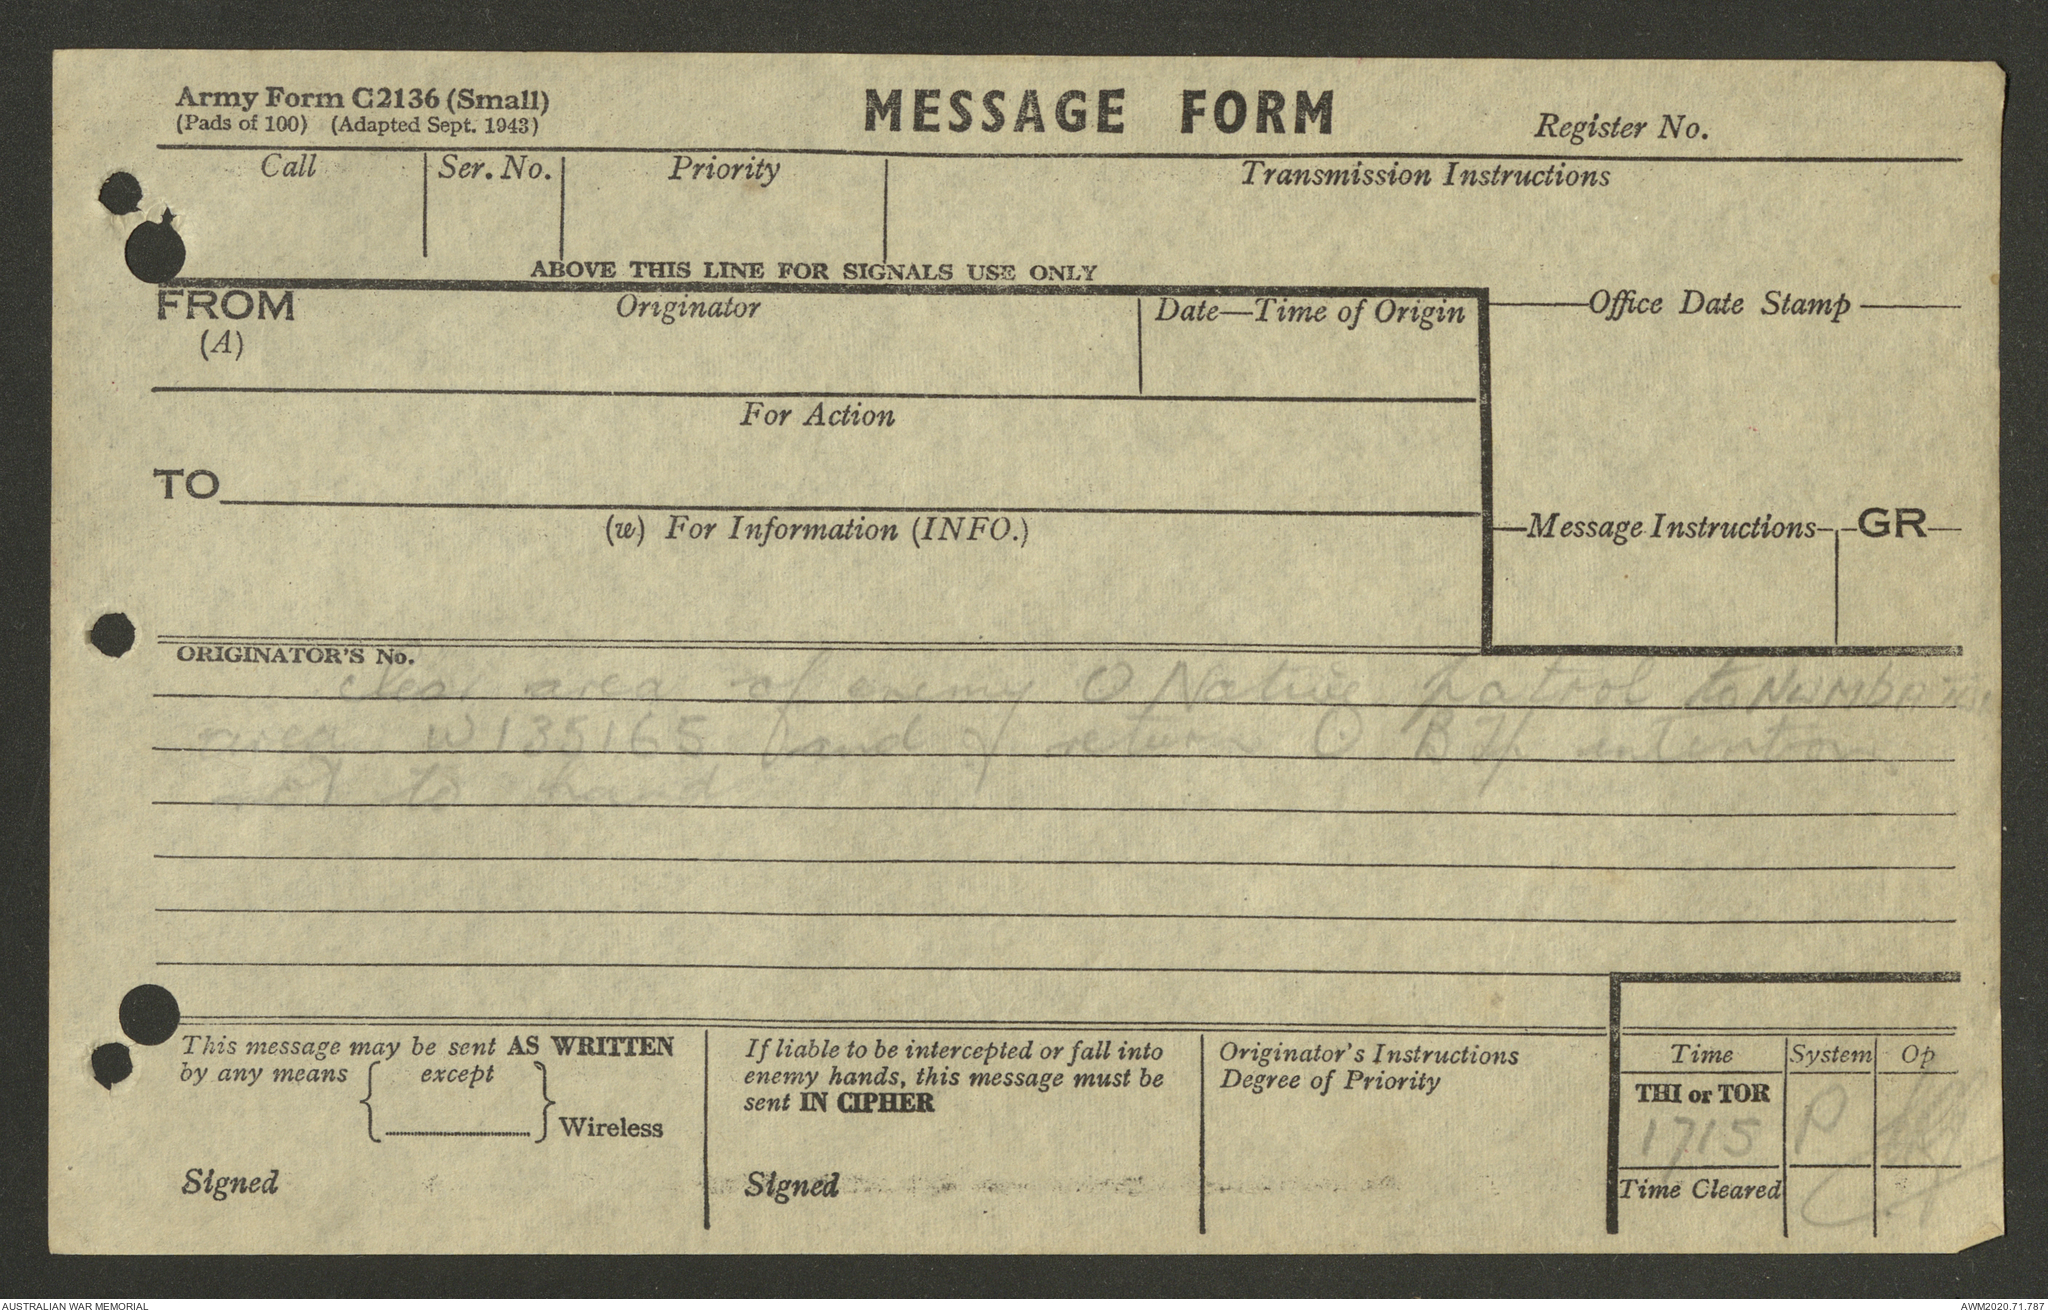 Army Form C2136 (Small)
(Pads of 100) (Adapted Sept. 1943)
MESSAGE FORM
Register No.
Call
Ser. No.
Priority
Transmission Instructions
ABOVE THIS LINE FOR SIGNALS USE ONLY
FROM
(A)
Originator
Date—Time of Origin
Office Date Stamp
For Action
TO
(w) For Information (INFO.)
Message Instructions
GR
ORIGINATOR'S No.
clear area of enemy O Native patrol to
area W135165 and return O B
not to hand
This message may be sent AS WRITTEN
by any means except
Wireless
Signed
If liable to be intercepted or fall into
enemy hands, this message must be
sent IN CIPHER
Signed
Originator's Instructions
Degree of Priority
Time System Op
THI or TOR
1715 P
Time Cleared
AUSTRALIAN WAR MEMORIAL
AWM2020.71.787